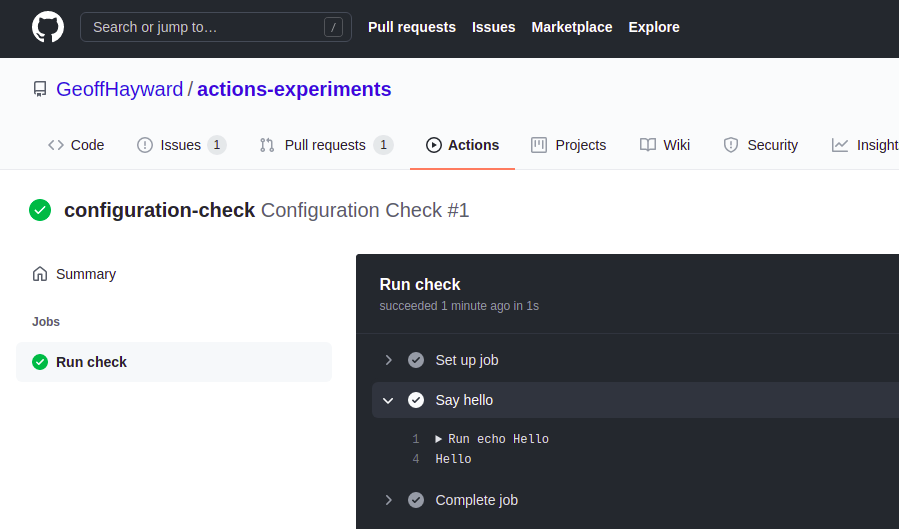 Search or jump to… /
Pull requests Issues Marketplace Explore
GeoffHayward / actions-experiments
Code Issues 1 Pull requests 1 Actions Projects Wiki Security Insigh
configuration-check Configuration Check #1
Summary
Jobs
Run check
Run check
succeeded 1 minute ago in 1s
Set up job
Say hello
1 Run echo Hello
4 Hello
Complete job